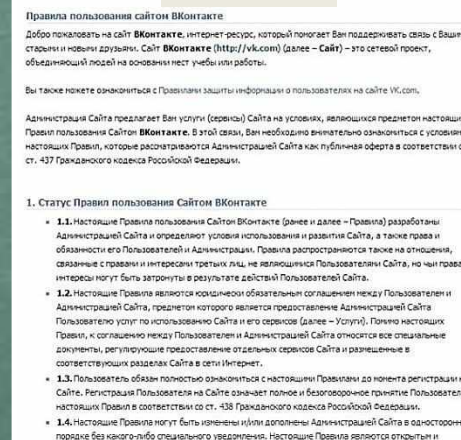 Правила пользования сайтом ВКонтакте
Добро пожаловать на сайт ВКонтакте, интернет-ресурс, который помогает Вам поддерживать связь с Ваши
старыми и новыми друзьями. Сайт ВКонтакте (http://vk.com) (далее – Сайт) – это сетевой проект,
объединяющий людей на основании мест учебы или работы.
Вы также можете ознакомиться с Правилами защиты информации о пользователях на сайте VK.com.
Администрация Сайта предлагает Вам услуги (сервисы) Сайта на условиях, являющихся предметом настоящи
Правил пользования Сайтом ВКонтакте. В этой связи, Вам необходимо внимательно ознакомиться с условиям
настоящих Правил, которые рассматриваются Администрацией Сайта как публичная оферта в соответствии с
ст. 437 Гражданского кодекса Российской Федерации.
1. Статус Правил пользования Сайтом ВКонтакте
1.1. Настоящие Правила пользования Сайтом ВКонтакте (ранее и далее – Правила) разработаны
Администрацией Сайта и определяют условия использования и развития Сайта, а также права и
обязанности его Пользователей и Администрации. Правила распространяются также на отношения,
связанные с правами и интересами третьих лиц, не являющимися Пользователями Сайта, но чьи права
интересы могут быть затронуты в результате действий Пользователей Сайта.
1.2. Настоящие Правила являются юридически обязательным соглашением между Пользователем и
Администрацией Сайта, предметом которого является предоставление Администрацией Сайта
Пользователю услуг по использованию Сайта и его сервисов (далее – Услуги). Помимо настоящих
Правил, к соглашению между Пользователем и Администрацией Сайта относятся все специальные
документы, регулирующие предоставление отдельных сервисов Сайта и размещенные в
соответствующих разделах Сайта в сети Интернет.
1.3. Пользователь обязан полностью ознакомиться с настоящими Правилами до момента регистрации н
Сайте. Регистрация Пользователя на Сайте означает полное и безоговорочное принятие Пользовател
настоящих Правил в соответствии со ст. 438 Гражданского кодекса Российской Федерации.
1.4. Настоящие Правила могут быть изменены и/или дополнены Администрацией Сайта в односторонн
порядке без какого-либо специального уведомления. Настоящие Правила являются открытым и